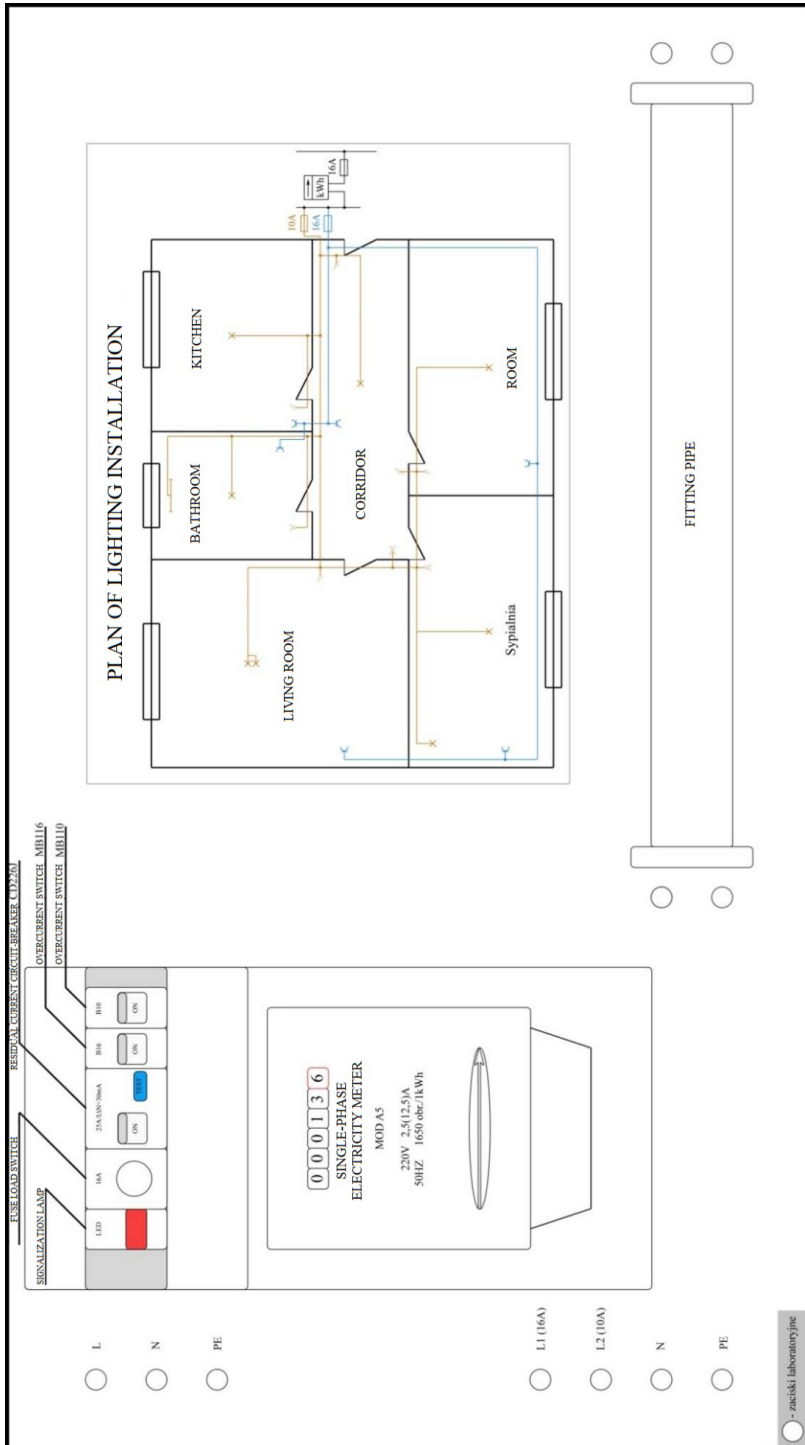 PLAN OF LIGHTING INSTALLATION
KITCHEN
BATHROOM
LIVING ROOM
CORRIDOR
ROOM
Sypialnia
10A
16A
kWh
16A
FITTING PIPE
SIGNALIZATION LAMP
FUSE LOAD SWITCH
RESIDUAL CURRENT CIRCUIT-BREAKER CD226J
OVERCURRENT SWITCH MB116
OVERCURRENT SWITCH MB110
LED
16A
25A/IΔN=30mA
B16
B10
ON
TEST
ON
ON
0 0 0 1 3 6
SINGLE-PHASE
ELECTRICITY METER
MOD A5
220V 2,5(12,5)A
50HZ 1650 obr./1kWh
L
N
PE
L1 (16A)
L2 (10A)
N
PE
- zaciski laboratoryjne